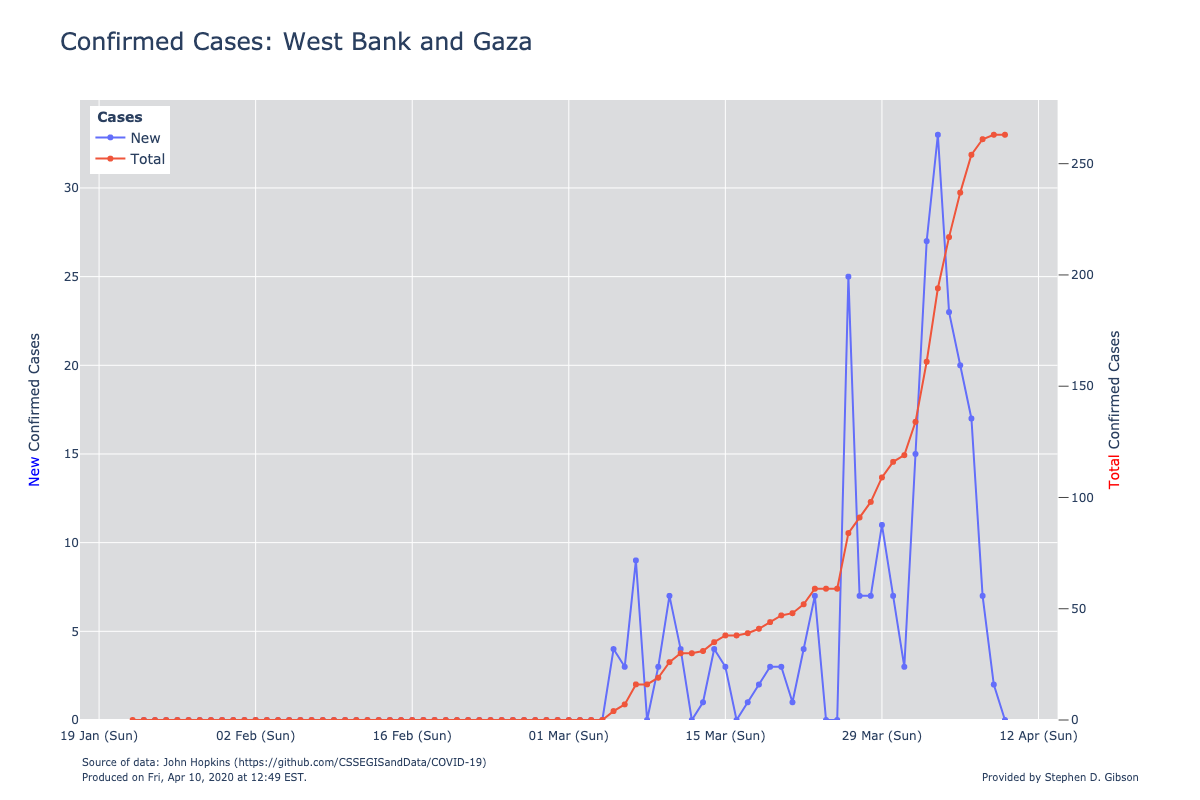 Confirmed Cases: West Bank and Gaza
Cases
New
Total
30
25
20
15
10
5
0
250
200
150
100
50
0
New Confirmed Cases
Total Confirmed Cases
19 Jan (Sun)
02 Feb (Sun)
16 Feb (Sun)
01 Mar (Sun)
15 Mar (Sun)
29 Mar (Sun)
12 Apr (Sun)
Source of data: John Hopkins (https://github.com/CSSEGISandData/COVID-19)
Produced on Fri, Apr 10, 2020 at 12:49 EST.
Provided by Stephen D. Gibson